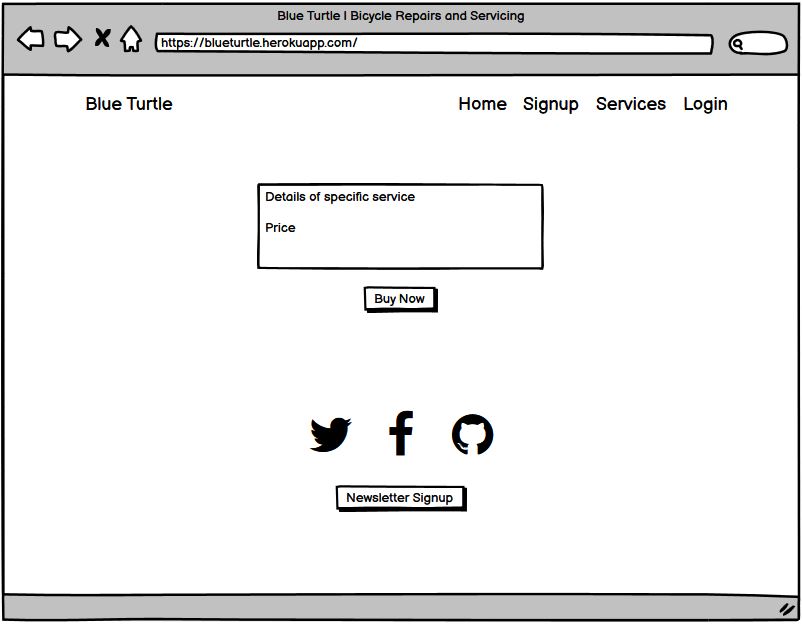 Blue Turtle | Bicycle Repairs and Servicing
https://blueturtle.herokuapp.com/
Blue Turtle Home Signup Services Login
Details of specific service
Price
Buy Now
Newsletter Signup